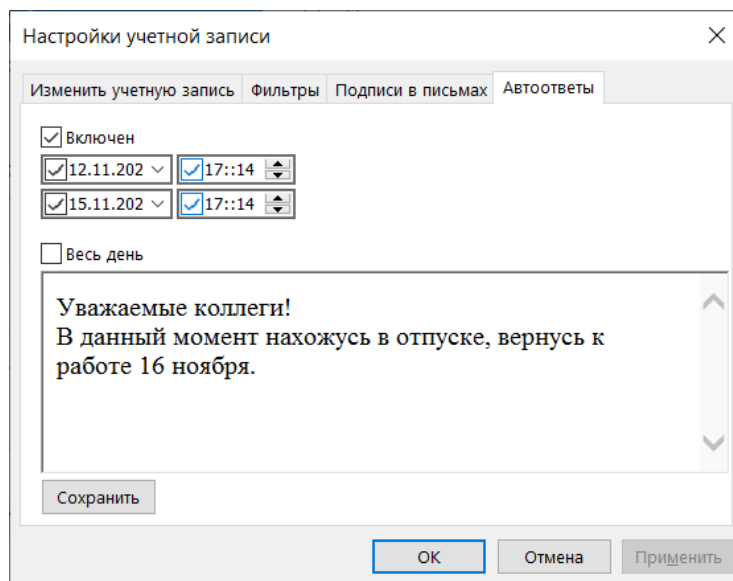 Настройки учетной записи
Изменить учетную запись Фильтры Подписи в письмах Автоответы
Включен
12.11.202 17::14
15.11.202 17::14
Весь день
Уважаемые коллеги!
В данный момент нахожусь в отпуске, вернусь к
работе 16 ноября.
Сохранить
ОК Отмена Применить